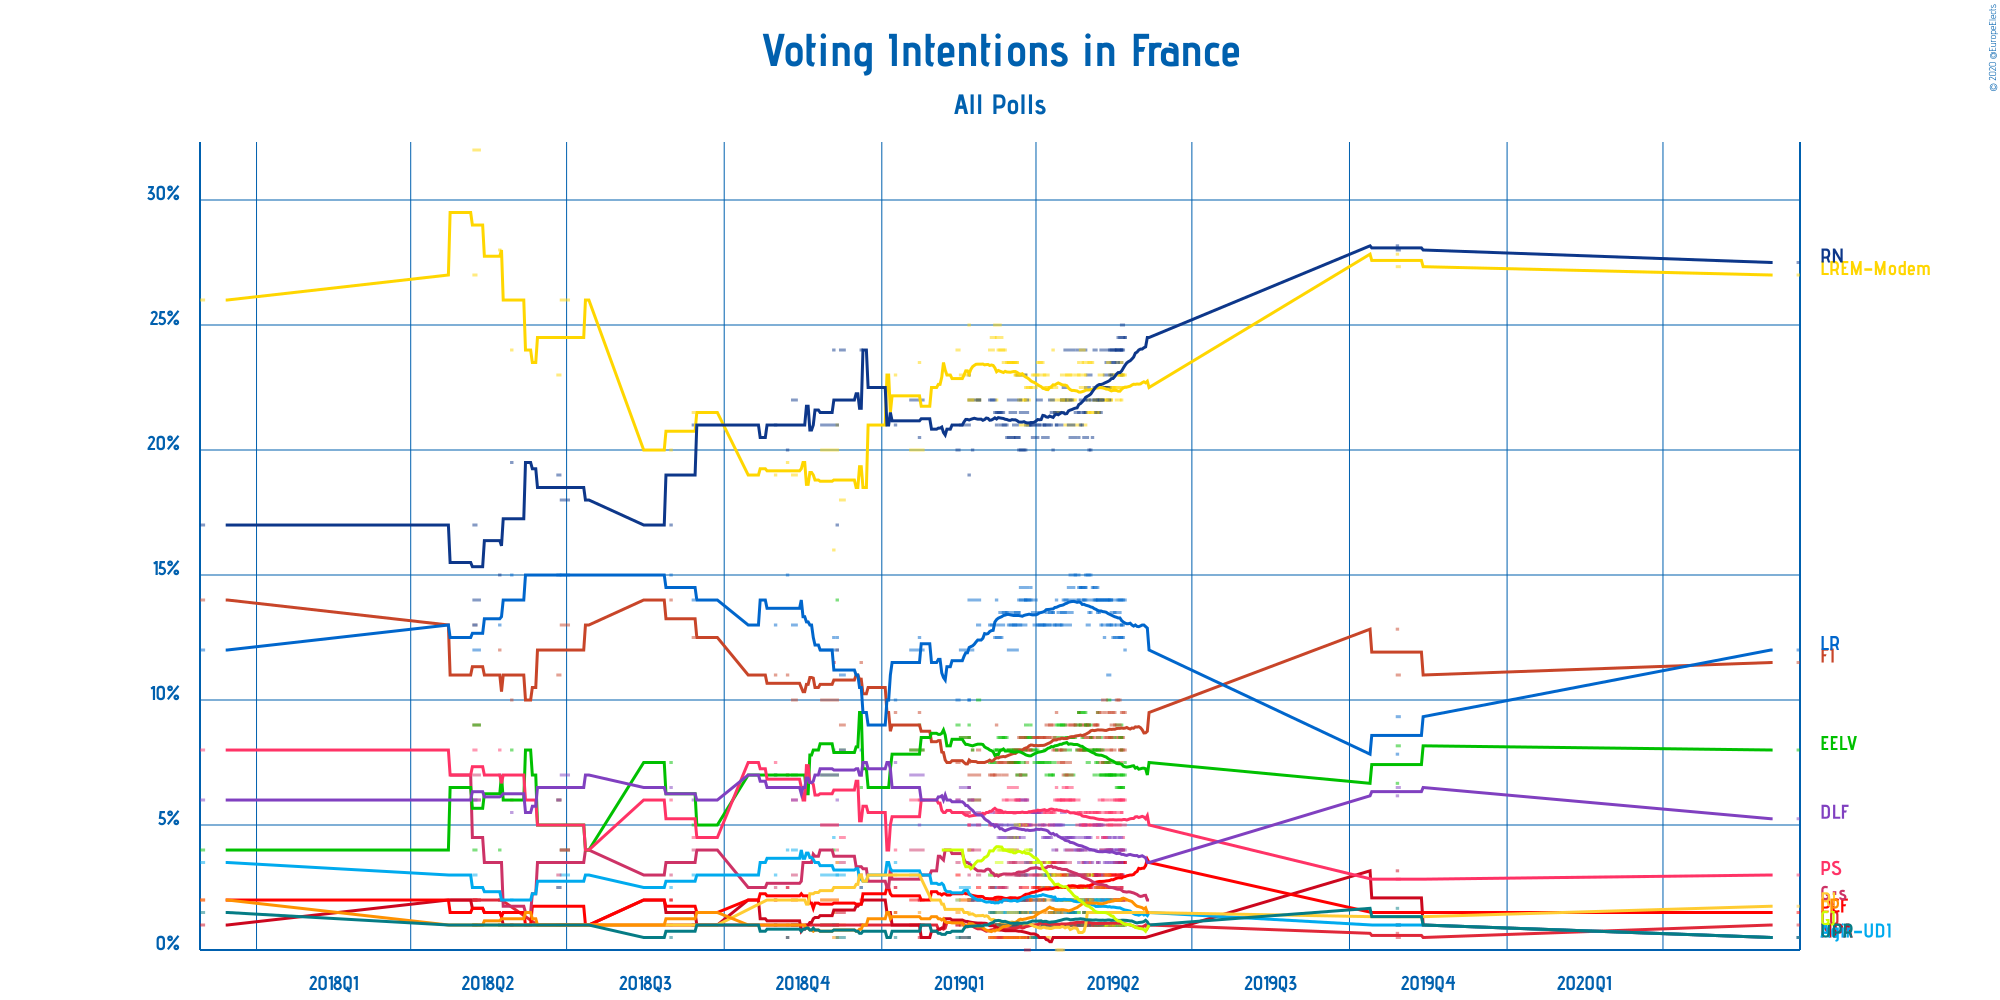 © 2020 @EuropeElects
Voting Intentions in France
All Polls
30%
25%
20%
15%
10%
5%
0%
RN
LREM-Modem
LR
FI
EELV
DLF
PS
2018Q1
2018Q2
2018Q3
2018Q4
2019Q1
2019Q2
2019Q3
2019Q4
2020Q1